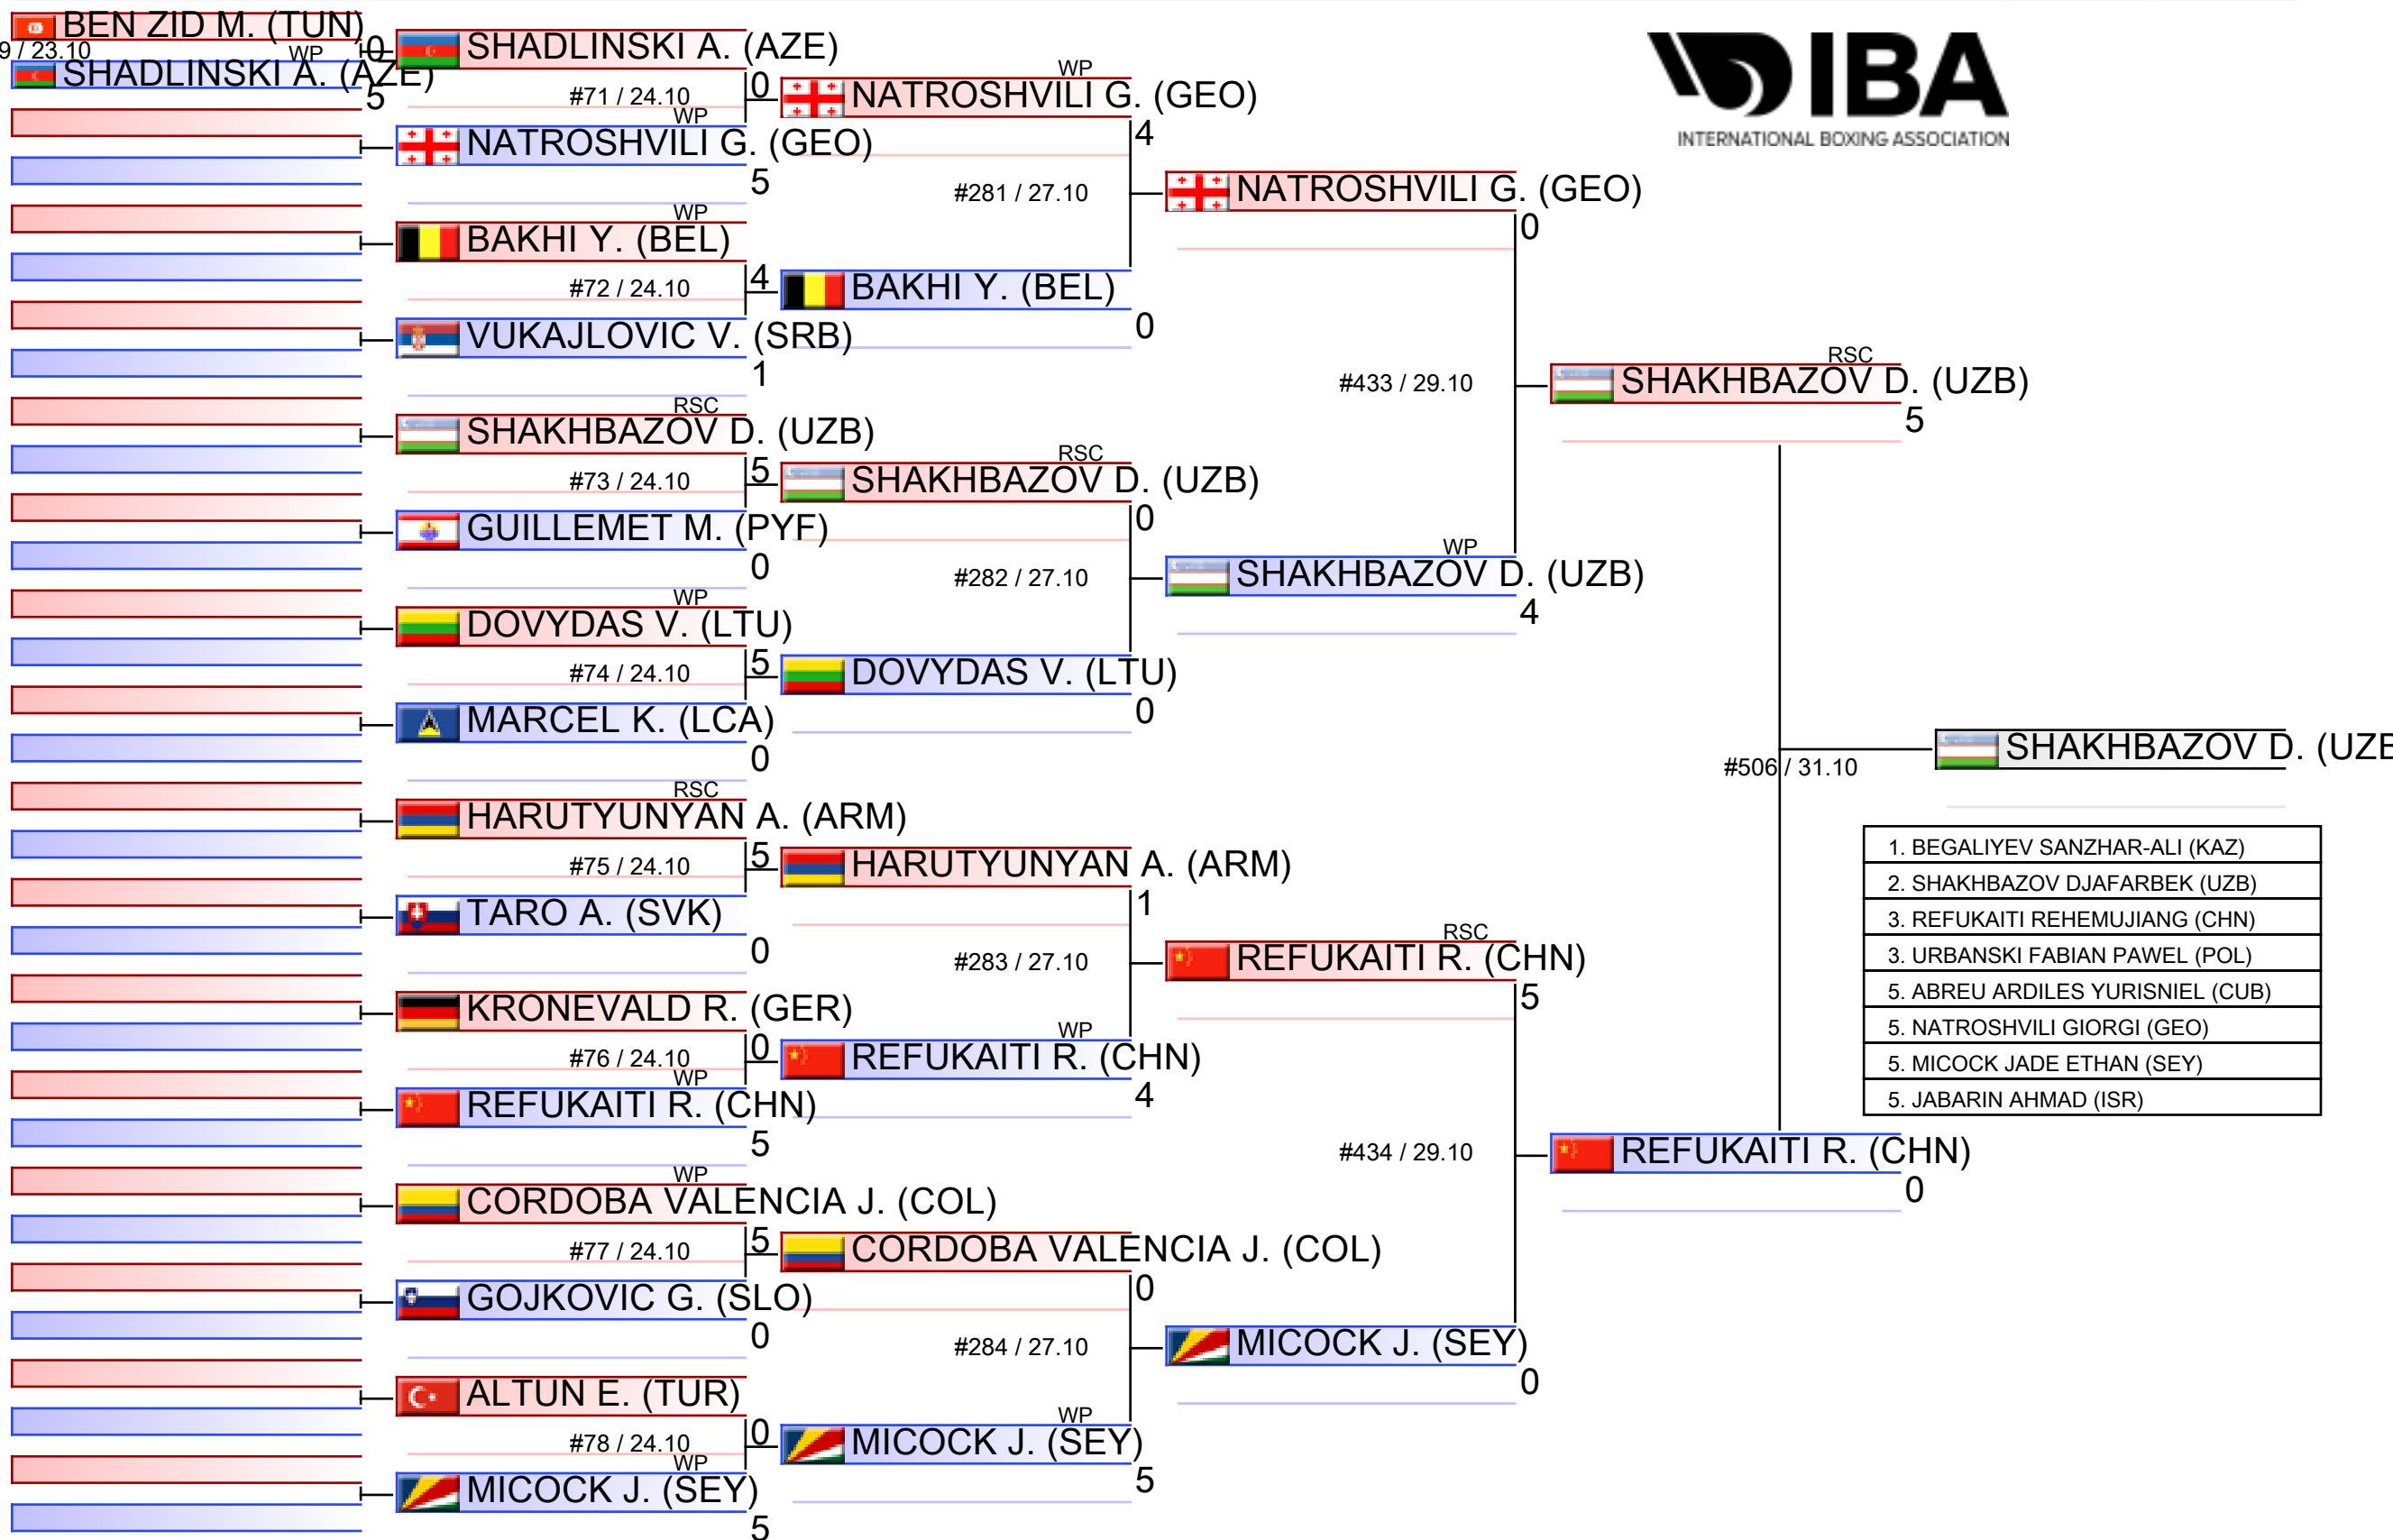 BEN ZID M. (TUN)
9 / 23.10
WP
0
SHADLINSKI A. (AZE)
5
SHADLINSKI A. (AZE)
0
#71 / 24.10
WP
NATROSHVILI G. (GEO)
5
WP
BAKHI Y. (BEL)
4
#72 / 24.10
VUKAJLOVIC V. (SRB)
1
RSC
SHAKHBAZOV D. (UZB)
5
#73 / 24.10
GUILLEMET M. (PYF)
0
WP
DOVYDAS V. (LTU)
5
#74 / 24.10
MARCEL K. (LCA)
0
RSC
HARUTYUNYAN A. (ARM)
5
#75 / 24.10
TARO A. (SVK)
0
KRONEVALD R. (GER)
0
#76 / 24.10
WP
REFUKAITI R. (CHN)
5
WP
CORDOBA VALENCIA J. (COL)
5
#77 / 24.10
GOJKOVIC G. (SLO)
0
ALTUN E. (TUR)
0
#78 / 24.10
WP
MICOCK J. (SEY)
5
WP
NATROSHVILI G. (GEO)
4
#281 / 27.10
BAKHI Y. (BEL)
0
RSC
SHAKHBAZOV D. (UZB)
0
#282 / 27.10
DOVYDAS V. (LTU)
0
HARUTYUNYAN A. (ARM)
1
#283 / 27.10
WP
REFUKAITI R. (CHN)
4
CORDOBA VALENCIA J. (COL)
0
#284 / 27.10
WP
MICOCK J. (SEY)
5
NATROSHVILI G. (GEO)
0
#433 / 29.10
WP
SHAKHBAZOV D. (UZB)
4
RSC
REFUKAITI R. (CHN)
5
#434 / 29.10
MICOCK J. (SEY)
0
RSC
SHAKHBAZOV D. (UZB)
5
#506 / 31.10
REFUKAITI R. (CHN)
0
IBA
INTERNATIONAL BOXING ASSOCIATION
SHAKHBAZOV D. (UZB
1. BEGALIYEV SANZHAR-ALI (KAZ)
2. SHAKHBAZOV DJAFARBEK (UZB)
3. REFUKAITI REHEMUJIANG (CHN)
3. URBANSKI FABIAN PAWEL (POL)
5. ABREU ARDILES YURISNIEL (CUB)
5. NATROSHVILI GIORGI (GEO)
5. MICOCK JADE ETHAN (SEY)
5. JABARIN AHMAD (ISR)